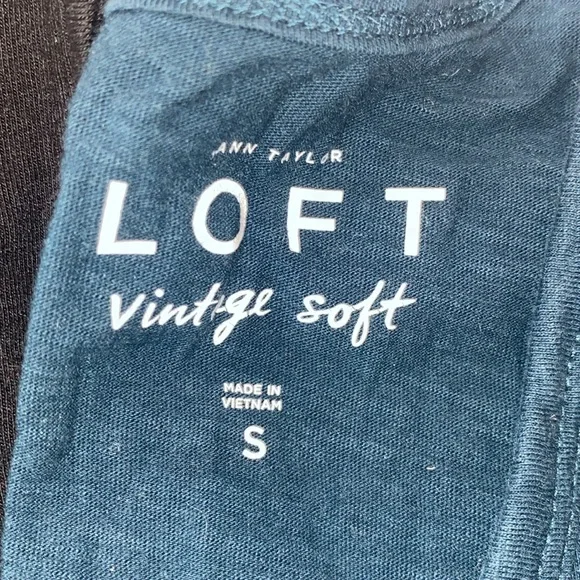 ANN TAYLOR
LOFT
vintage soft
MADE IN
VIETNAM
S